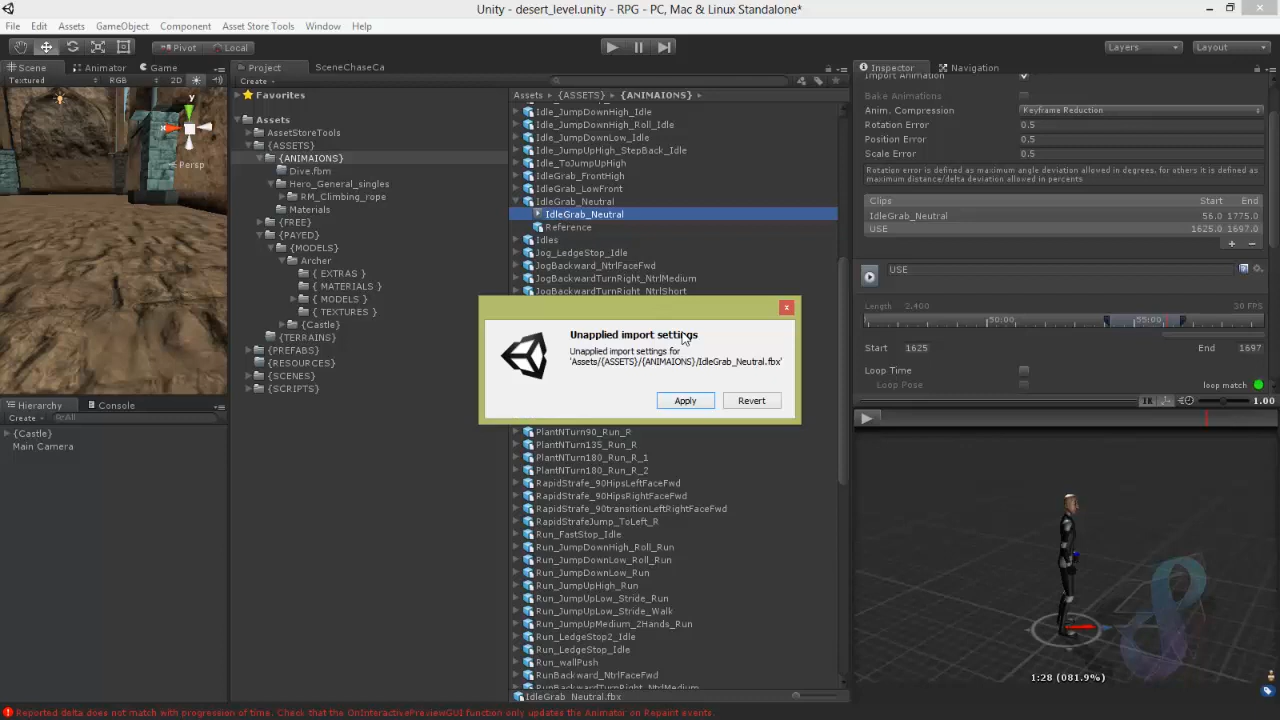 Unity - desert_level.unity - RPG - PC, Mac & Linux Standalone*
File Edit Assets GameObject Component Asset Store Tools Window Help
Pivot Local Layers Layout
Scene Animator Game
Textured RGB 2D
y
x
Persp
Hierarchy Console
Create All
{Castle}
Main Camera
Project SceneChaseCa
Create
Favorites
Assets
AssetStoreTools
{ASSETS}
{ANIMAIONS}
Dive.fbm
Hero_General_singles
RM_Climbing_rope
Materials
{FREE}
{PAYED}
{MODELS}
Archer
{ EXTRAS }
{ MATERIALS }
{ MODELS }
{ TEXTURES }
{Castle}
{TERRAINS}
{PREFABS}
{RESOURCES}
{SCENES}
{SCRIPTS}
Assets {ASSETS} {ANIMAIONS}
Idle_JumpDownHigh_Idle
Idle_JumpDownHigh_Roll_Idle
Idle_JumpDownLow_Idle
Idle_JumpUpHigh_StepBack_Idle
Idle_ToJumpUpHigh
IdleGrab_FrontHigh
IdleGrab_LowFront
IdleGrab_Neutral
IdleGrab_Neutral
Reference
Idles
Jog_LedgeStop_Idle
JogBackward_NtrlFaceFwd
JogBackwardTurnRight_NtrlMedium
JogBackwardTurnRight_NtrlShort
Unapplied import settings
Unapplied import settings for
'Assets/{ASSETS}/{ANIMAIONS}/IdleGrab_Neutral.fbx'
Apply Revert
PlantNTurn90_Run_R
PlantNTurn135_Run_R
PlantNTurn180_Run_R_1
PlantNTurn180_Run_R_2
RapidStrafe_90HipsLeftFaceFwd
RapidStrafe_90HipsRightFaceFwd
RapidStrafe_90transitionLeftRightFaceFwd
RapidStrafeJump_ToLeft_R
Run_FastStop_Idle
Run_JumpDownHigh_Roll_Run
Run_JumpDownLow_Roll_Run
Run_JumpDownLow_Run
Run_JumpUpHigh_Run
Run_JumpUpLow_Stride_Run
Run_JumpUpLow_Stride_Walk
Run_JumpUpMedium_2Hands_Run
Run_LedgeStop2_Idle
Run_LedgeStop_Idle
Run_wallPush
RunBackward_NtrlFaceFwd
RunBackwardTurnRight_NtrlMedium
IdleGrab_Neutral.fbx
Inspector Navigation
Import Animation
Bake Animations
Anim. Compression Keyframe Reduction
Rotation Error 0.5
Position Error 0.5
Scale Error 0.5
Rotation error is defined as maximum angle deviation allowed in degrees, for others it is defined as
maximum distance/delta deviation allowed in percents
Clips Start End
IdleGrab_Neutral 56.0 1775.0
USE 1625.0 1697.0
USE
Length 2.400 30 FPS
50:00 55:00
Start 1625 End 1697
Loop Time
Loop Pose loop match
IK 1.00
1:28 (081.9%)
Reported delta does not match with progression of time. Check that the OnInteractivePreviewGUI function only updates the Animator on Repaint events.